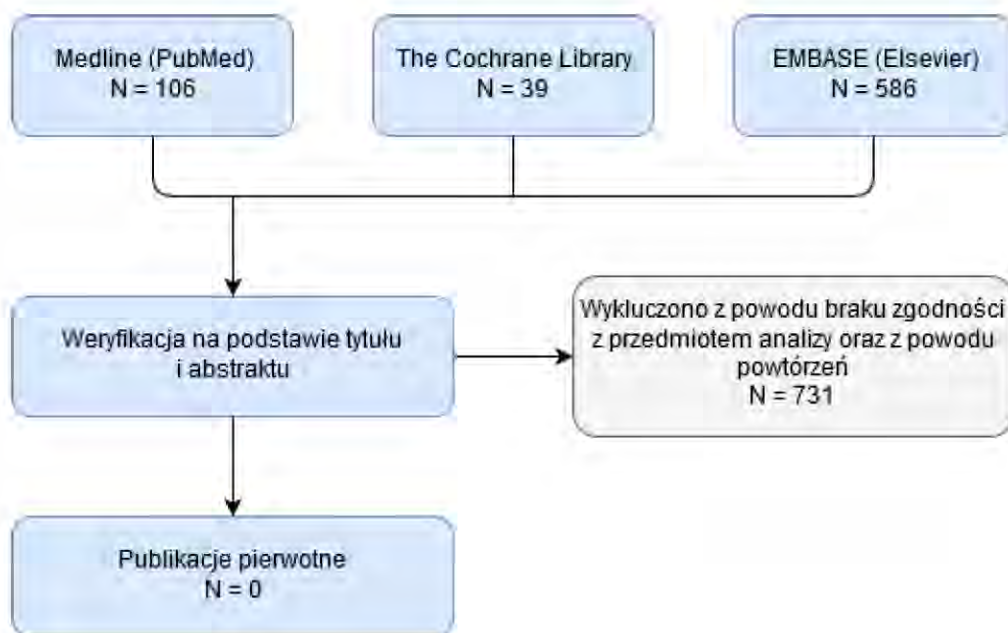 Medline (PubMed)
N = 106
The Cochrane Library
N = 39
EMBASE (Elsevier)
N = 586
Weryfikacja na podstawie tytułu
i abstraktu
Wykluczono z powodu braku zgodności
z przedmiotem analizy oraz z powodu
powtórzeń
N = 731
Publikacje pierwotne
N = 0